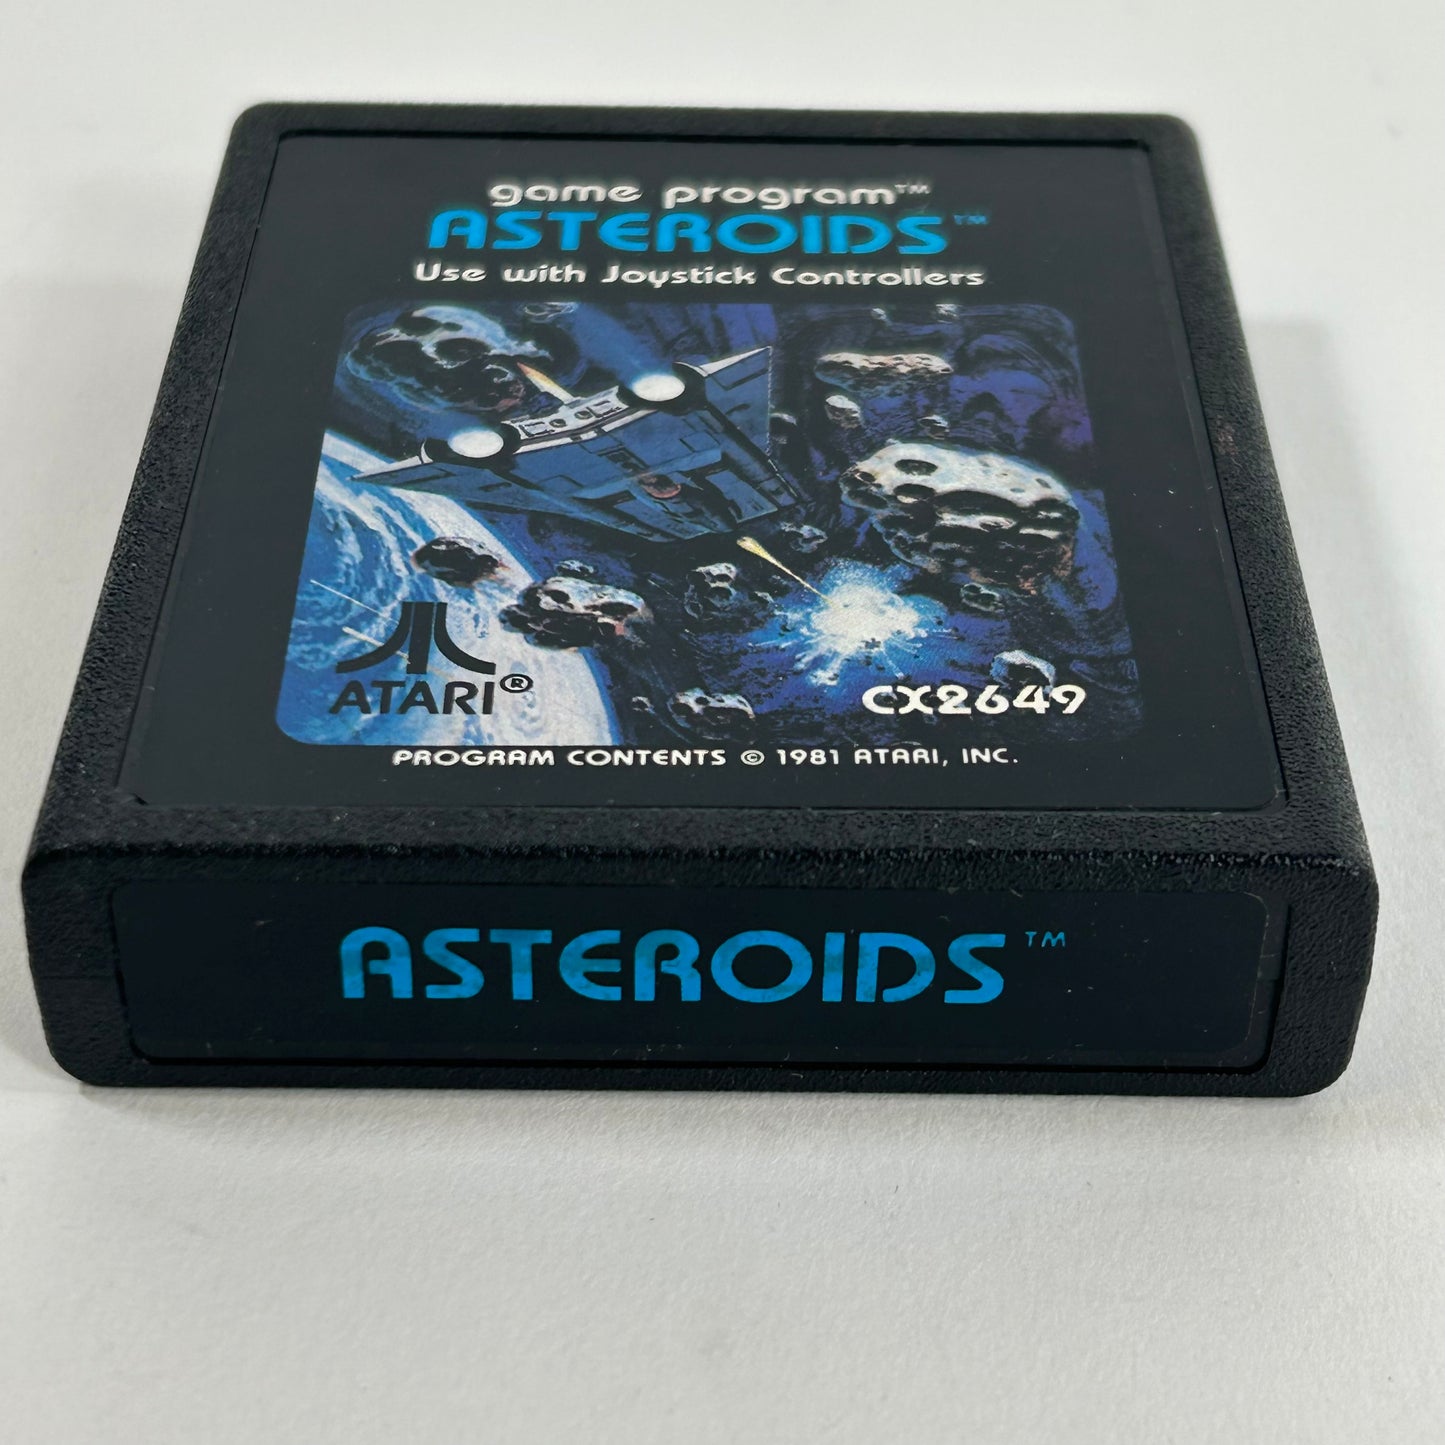 game program™
ASTEROIDS™
Use with Joystick Controllers
ATARI®
CX2649
PROGRAM CONTENTS © 1981 ATARI, INC.
ASTEROIDS™